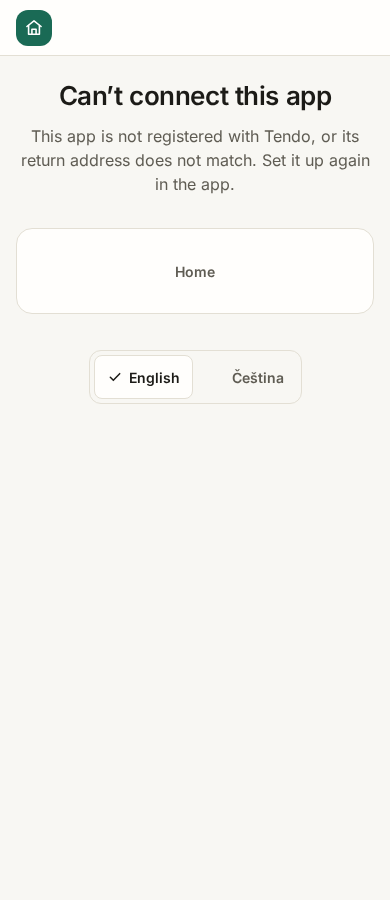 Can’t connect this app
This app is not registered with Tendo, or its
return address does not match. Set it up again
in the app.
Home
English
Čeština